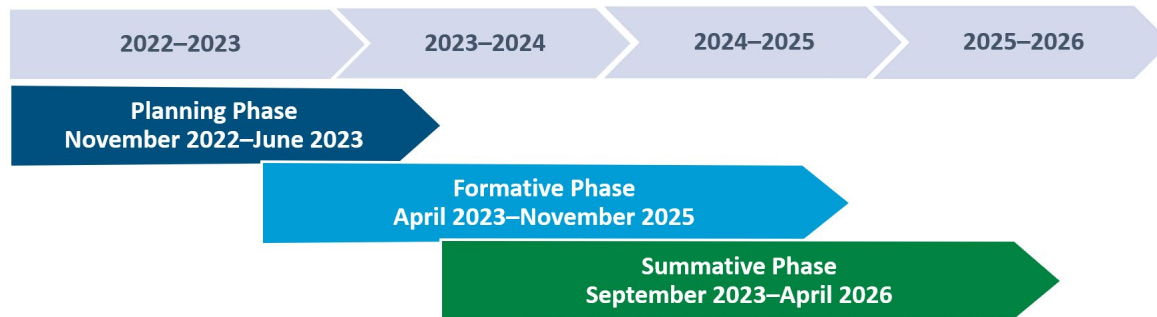 2022–2023
2023–2024
2024–2025
2025–2026
Planning Phase
November 2022–June 2023
Formative Phase
April 2023–November 2025
Summative Phase
September 2023–April 2026